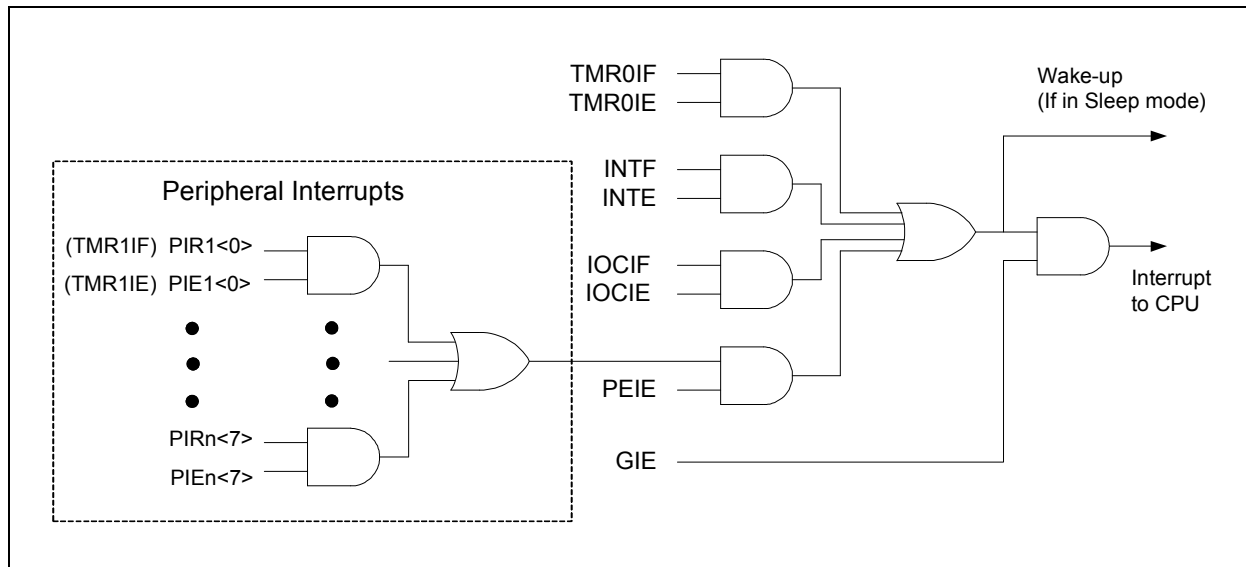 TMR0IF
TMR0IE
Wake-up
(If in Sleep mode)
INTF
INTE
Peripheral Interrupts
(TMR1IF) PIR1<0>
(TMR1IE) PIE1<0>
IOCIF
IOCIE
Interrupt
to CPU
PEIE
PIRn<7>
PIEn<7>
GIE